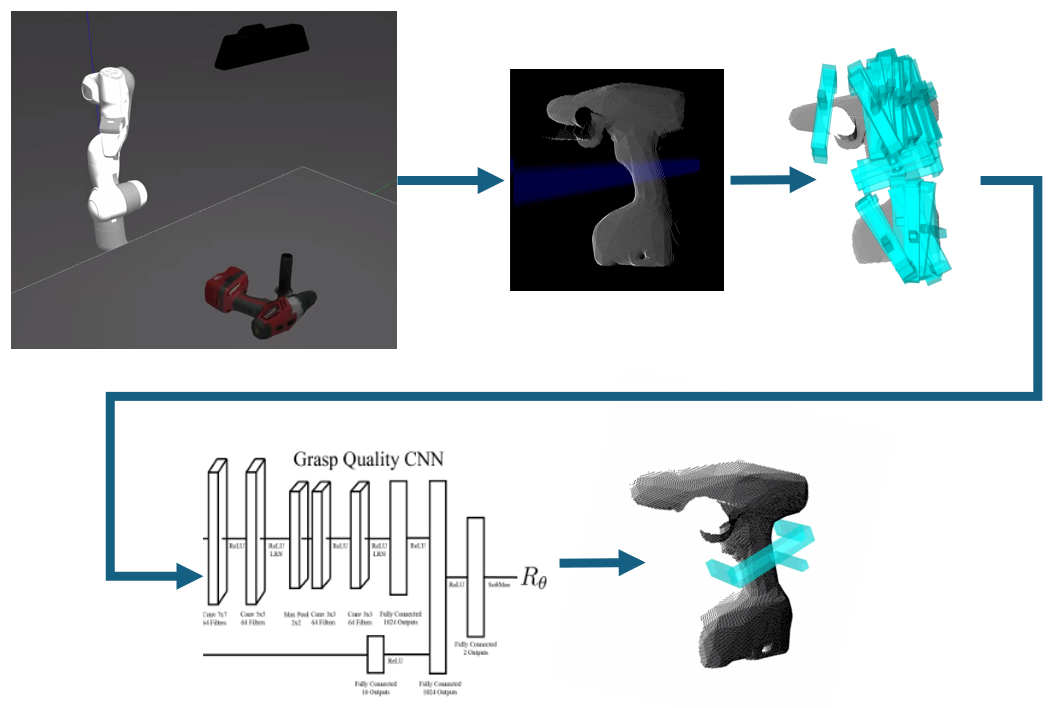 Grasp Quality CNN
ReLU
ReLU
LRN
ReLU
ReLU
LRN
ReLU
ReLU
SoftMax
Rθ
Conv 7x7
64 Filters
Conv 5x5
64 Filters
Max Pool
2x2
Conv 3x3
64 Filters
Conv 3x3
64 Filters
Fully Connected
1024 Outputs
Fully Connected
2 Outputs
ReLU
Fully Connected
16 Outputs
Fully Connected
1024 Outputs